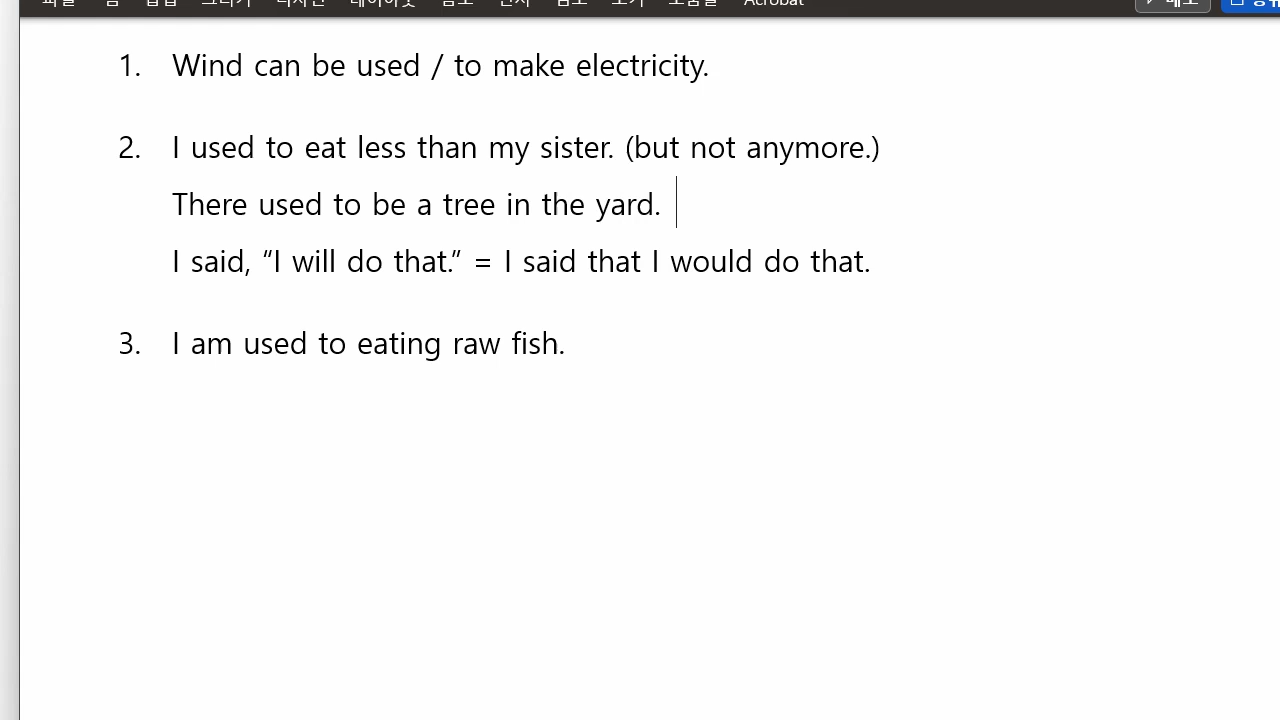 Acrobat
1. Wind can be used / to make electricity.
2. I used to eat less than my sister. (but not anymore.)
There used to be a tree in the yard.
I said, “I will do that.” = I said that I would do that.
3. I am used to eating raw fish.